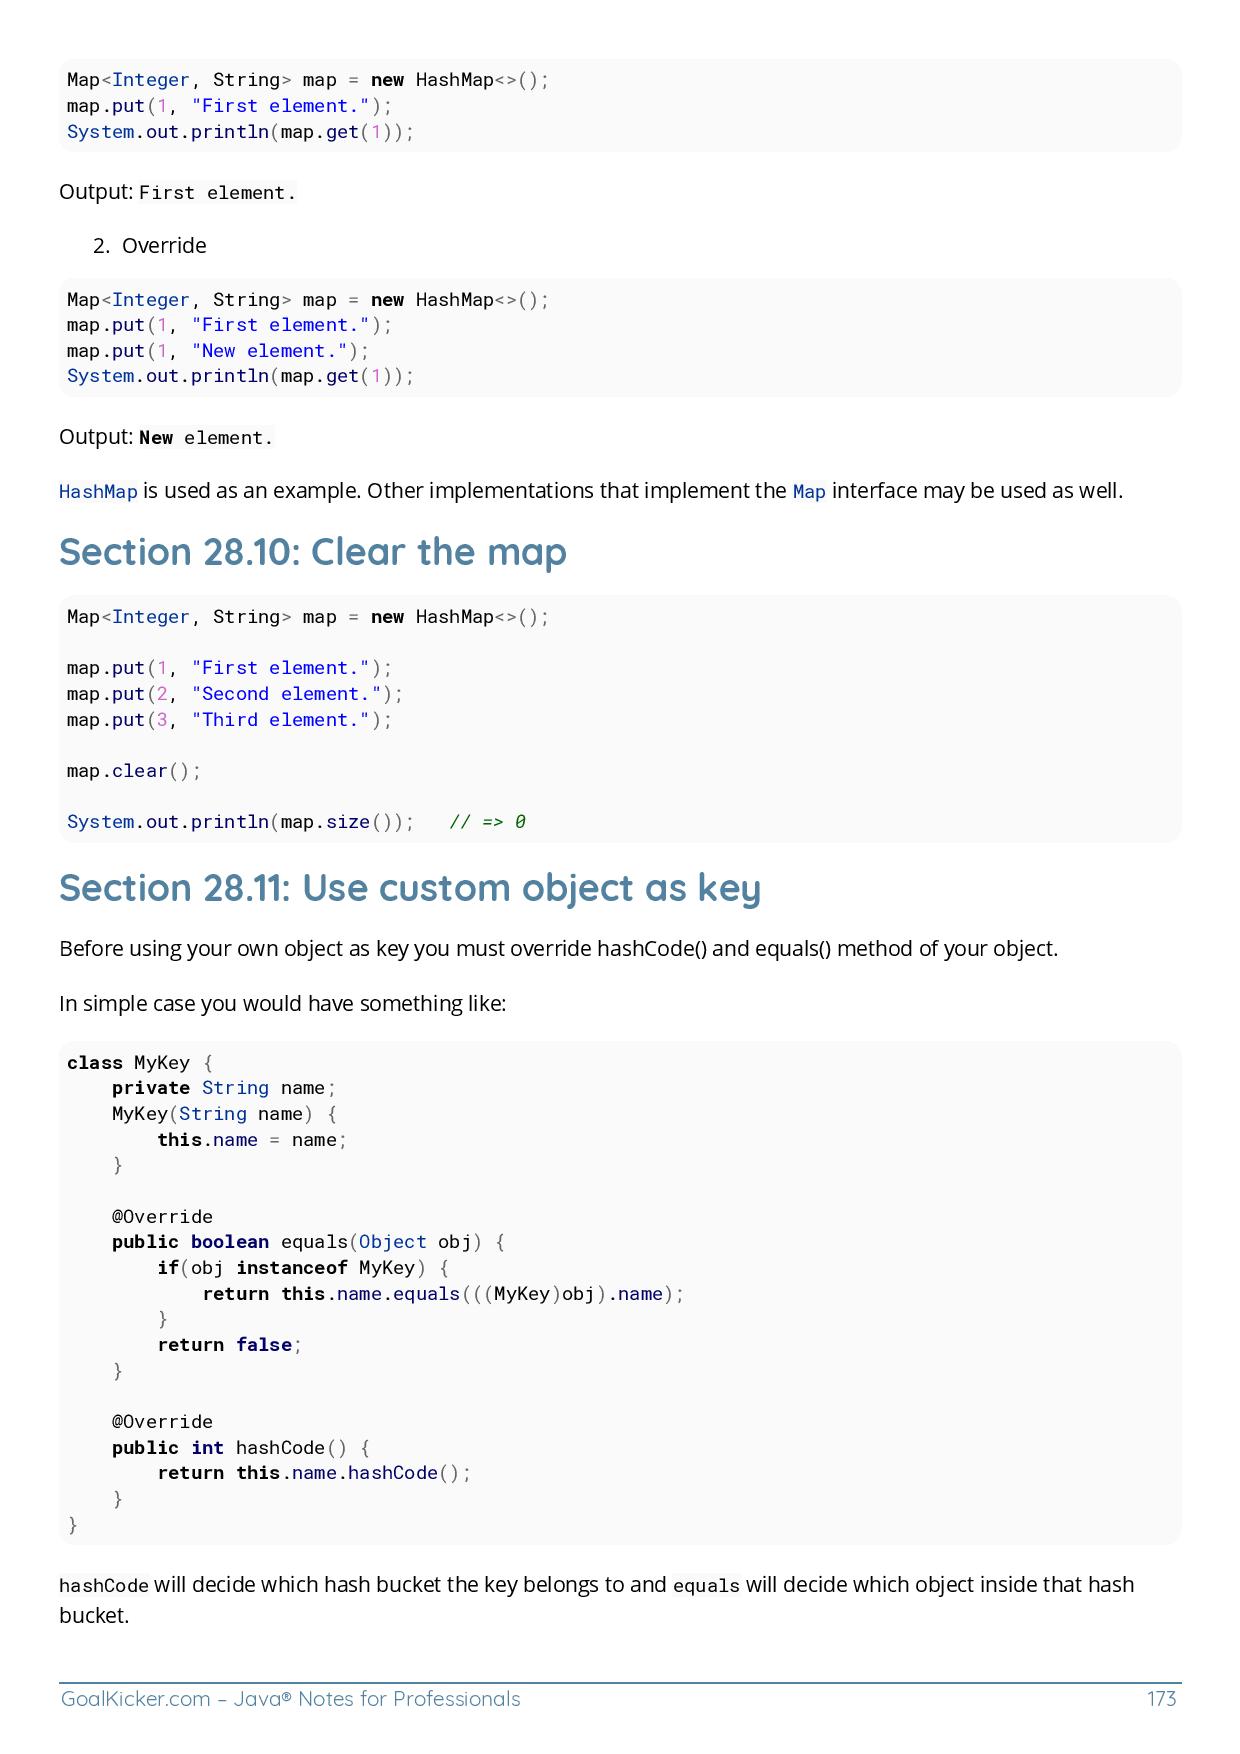 Map<Integer, String> map = new HashMap<>();
map.put(1, "First element.");
System.out.println(map.get(1));
Output: First element.
2. Override
Map<Integer, String> map = new HashMap<>();
map.put(1, "First element.");
map.put(1, "New element.");
System.out.println(map.get(1));
Output: New element.
HashMap is used as an example. Other implementations that implement the Map interface may be used as well.
Section 28.10: Clear the map
Map<Integer, String> map = new HashMap<>();
map.put(1, "First element.");
map.put(2, "Second element.");
map.put(3, "Third element.");
map.clear();
System.out.println(map.size());   // => 0
Section 28.11: Use custom object as key
Before using your own object as key you must override hashCode() and equals() method of your object.
In simple case you would have something like:
class MyKey {
    private String name;
    MyKey(String name) {
        this.name = name;
    }
    @Override
    public boolean equals(Object obj) {
        if(obj instanceof MyKey) {
            return this.name.equals(((MyKey)obj).name);
        }
        return false;
    }
    @Override
    public int hashCode() {
        return this.name.hashCode();
    }
}
hashCode will decide which hash bucket the key belongs to and equals will decide which object inside that hash
bucket.
GoalKicker.com – Java® Notes for Professionals 173